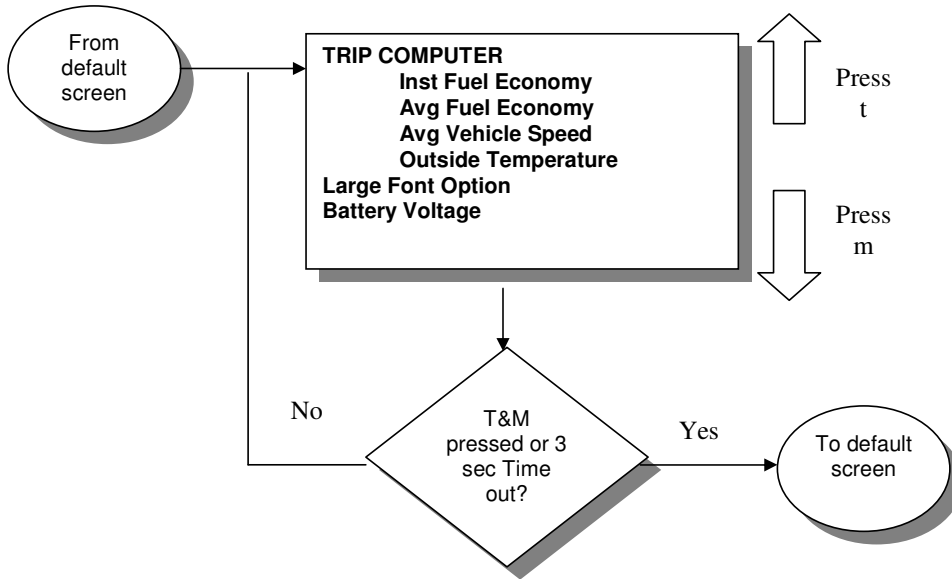 From
default
screen
TRIP COMPUTER
Inst Fuel Economy
Avg Fuel Economy
Avg Vehicle Speed
Outside Temperature
Large Font Option
Battery Voltage
Press
t
Press
m
T&M
pressed or 3
sec Time
out?
No
Yes
To default
screen